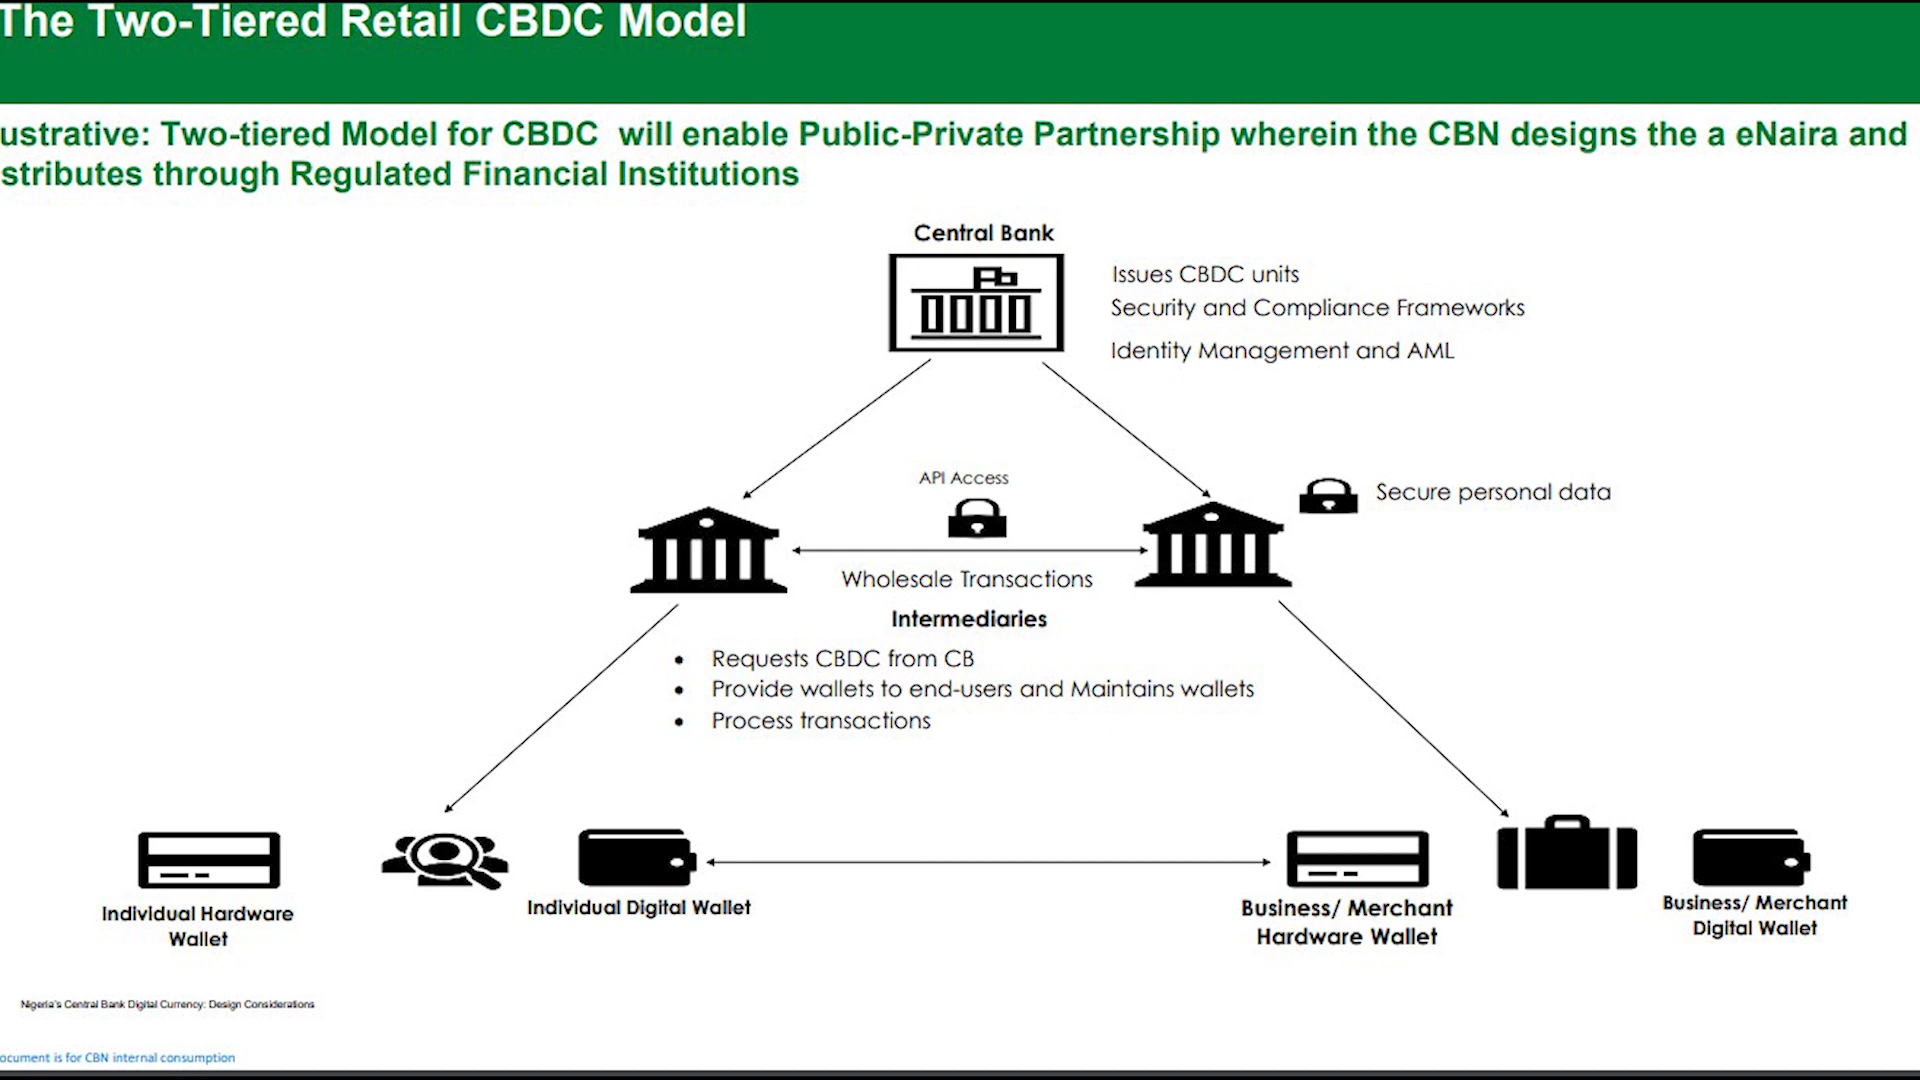 The Two-Tiered Retail CBDC Model
ustrative: Two-tiered Model for CBDC will enable Public-Private Partnership wherein the CBN designs the a eNaira and
stributes through Regulated Financial Institutions
Central Bank
Issues CBDC units
Security and Compliance Frameworks
Identity Management and AML
API Access
Secure personal data
Wholesale Transactions
Intermediaries
• Requests CBDC from CB
• Provide wallets to end-users and Maintains wallets
• Process transactions
Individual Hardware
Wallet
Individual Digital Wallet
Business/ Merchant
Hardware Wallet
Business/ Merchant
Digital Wallet
Nigeria's Central Bank Digital Currency: Design Considerations
ocument is for CBN internal consumption